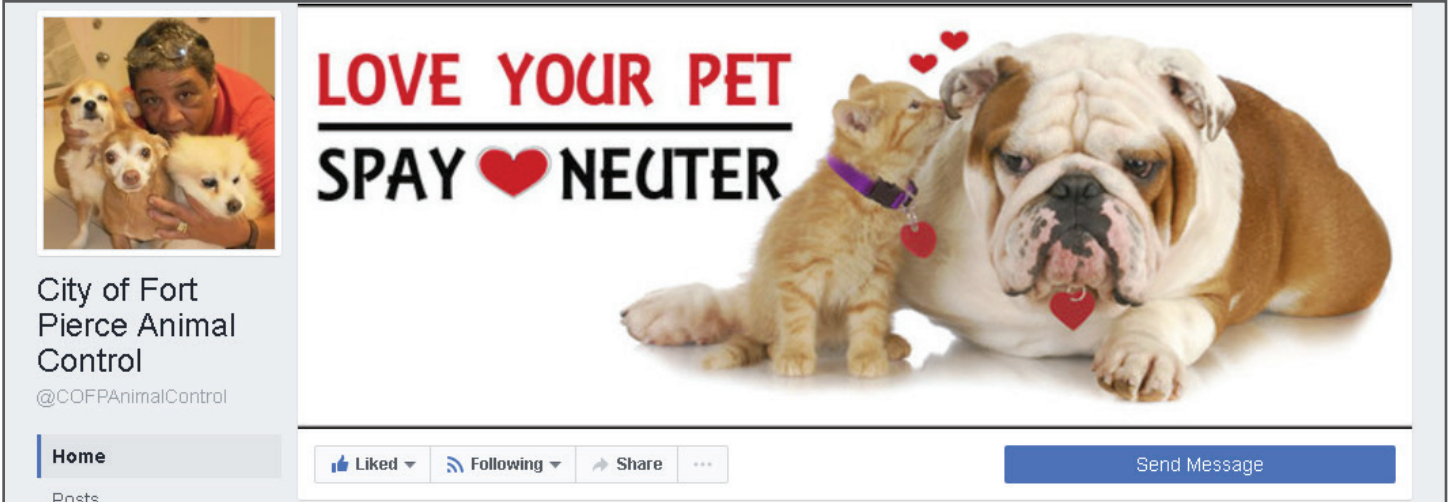 LOVE YOUR PET
SPAY NEUTER
City of Fort
Pierce Animal
Control
@COFPAnimalControl
Home
Posts
Liked
Following
Share
Send Message